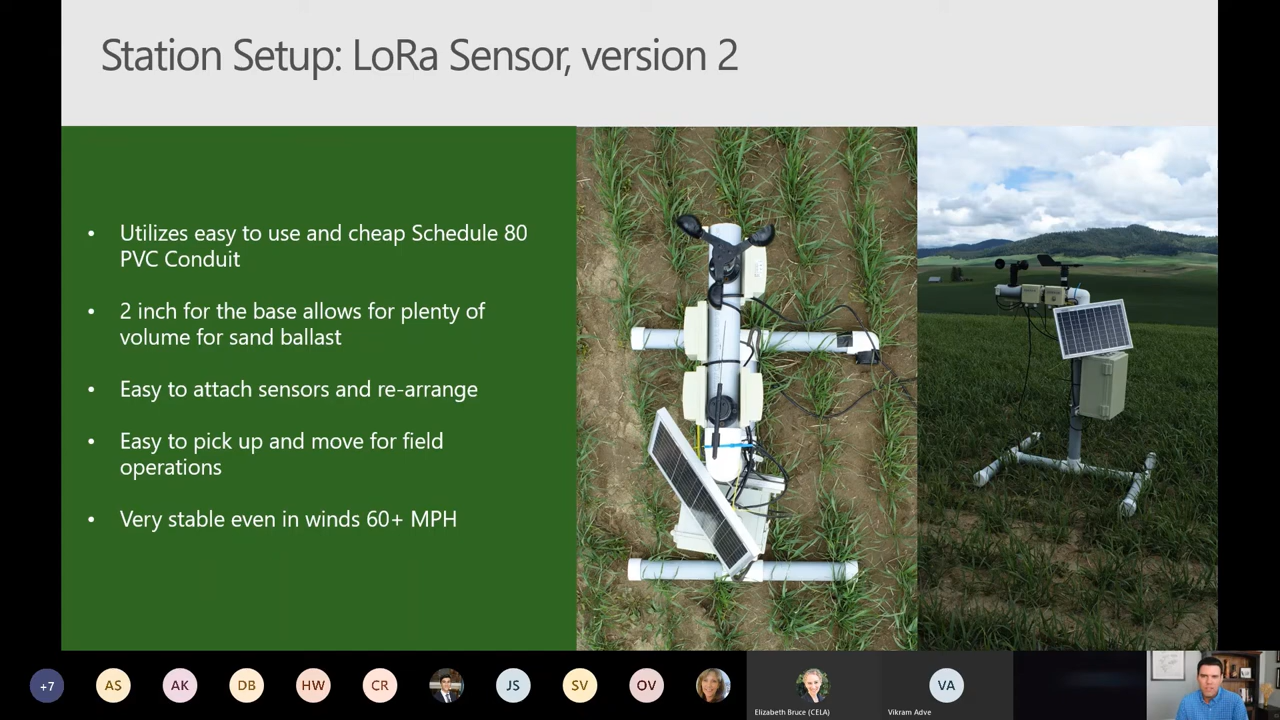 Station Setup: LoRa Sensor, version 2
• Utilizes easy to use and cheap Schedule 80
PVC Conduit
• 2 inch for the base allows for plenty of
volume for sand ballast
• Easy to attach sensors and re-arrange
• Easy to pick up and move for field
operations
• Very stable even in winds 60+ MPH
+7 AS AK DB HW CR JS SV OV VA
Elizabeth Bruce (CELA) Vikram Adve